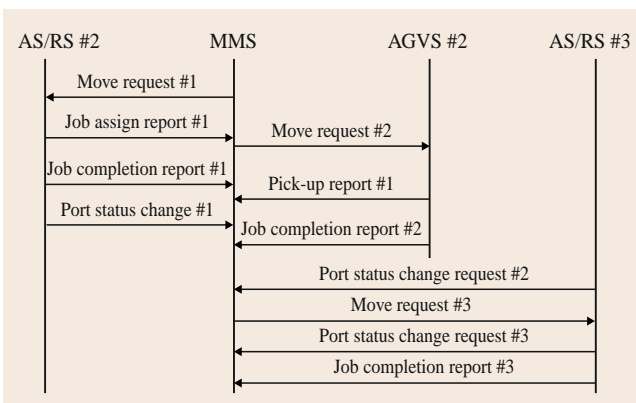 AS/RS #2 MMS AGVS #2 AS/RS #3
Move request #1
Job assign report #1
Move request #2
Job completion report #1
Pick-up report #1
Port status change #1
Job completion report #2
Port status change request #2
Move request #3
Port status change request #3
Job completion report #3